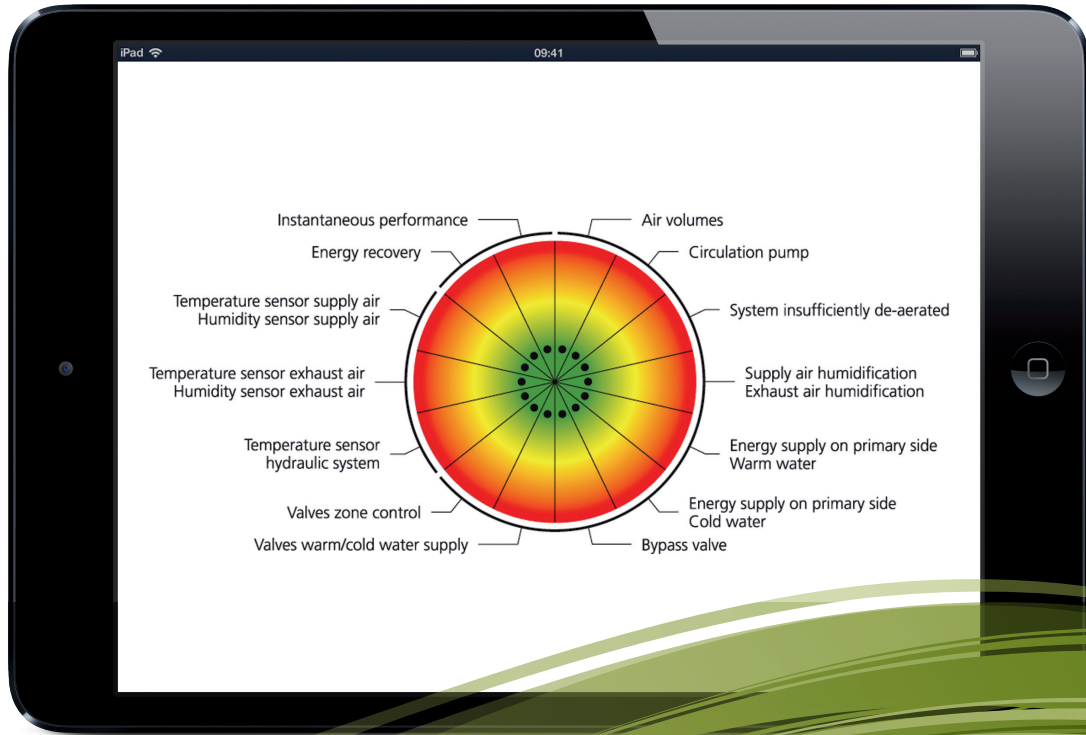 iPad
09:41
Instantaneous performance
Air volumes
Energy recovery
Circulation pump
Temperature sensor supply air
Humidity sensor supply air
System insufficiently de-aerated
Temperature sensor exhaust air
Humidity sensor exhaust air
Supply air humidification
Exhaust air humidification
Temperature sensor
hydraulic system
Energy supply on primary side
Warm water
Valves zone control
Energy supply on primary side
Cold water
Valves warm/cold water supply
Bypass valve